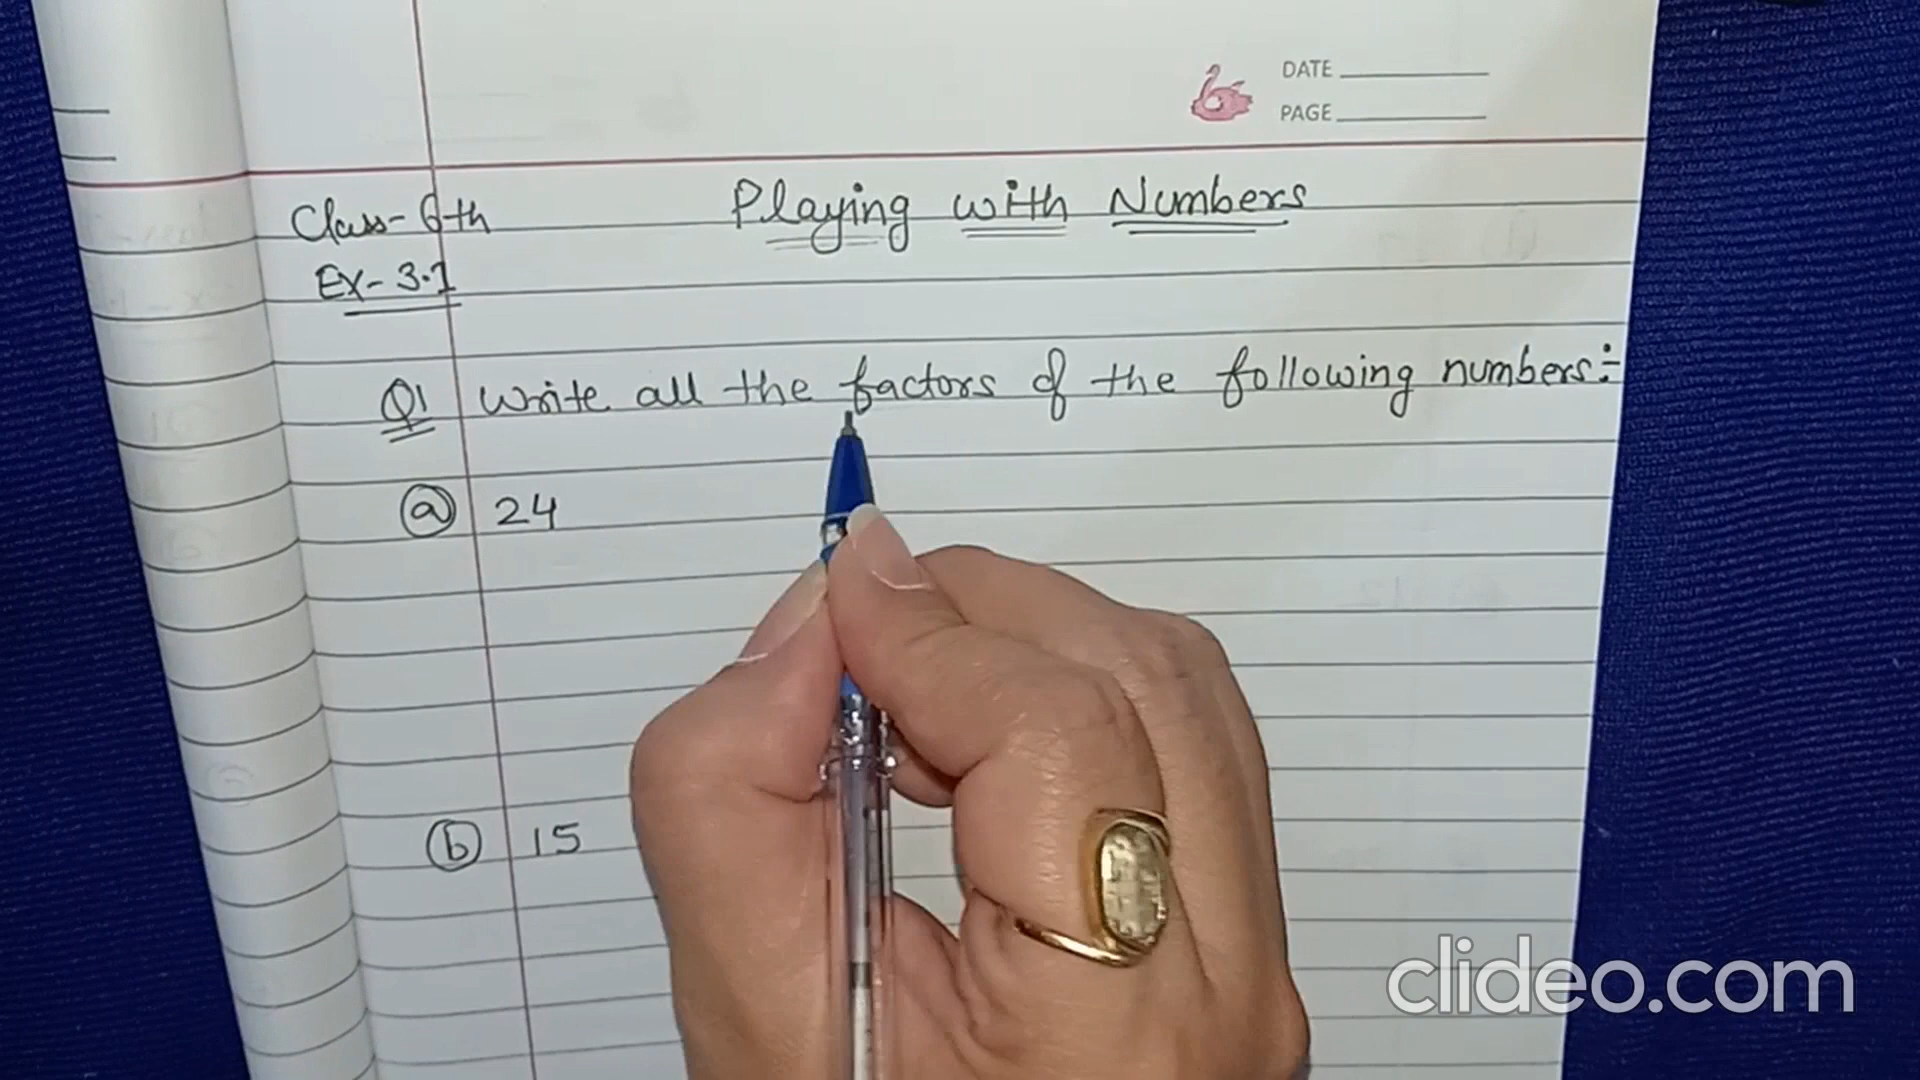 DATE
PAGE
Class-6th Playing with Numbers
Ex-3.1
Q1 Write all the factors of the following numbers:-
(a) 24
(b) 15
clideo.com